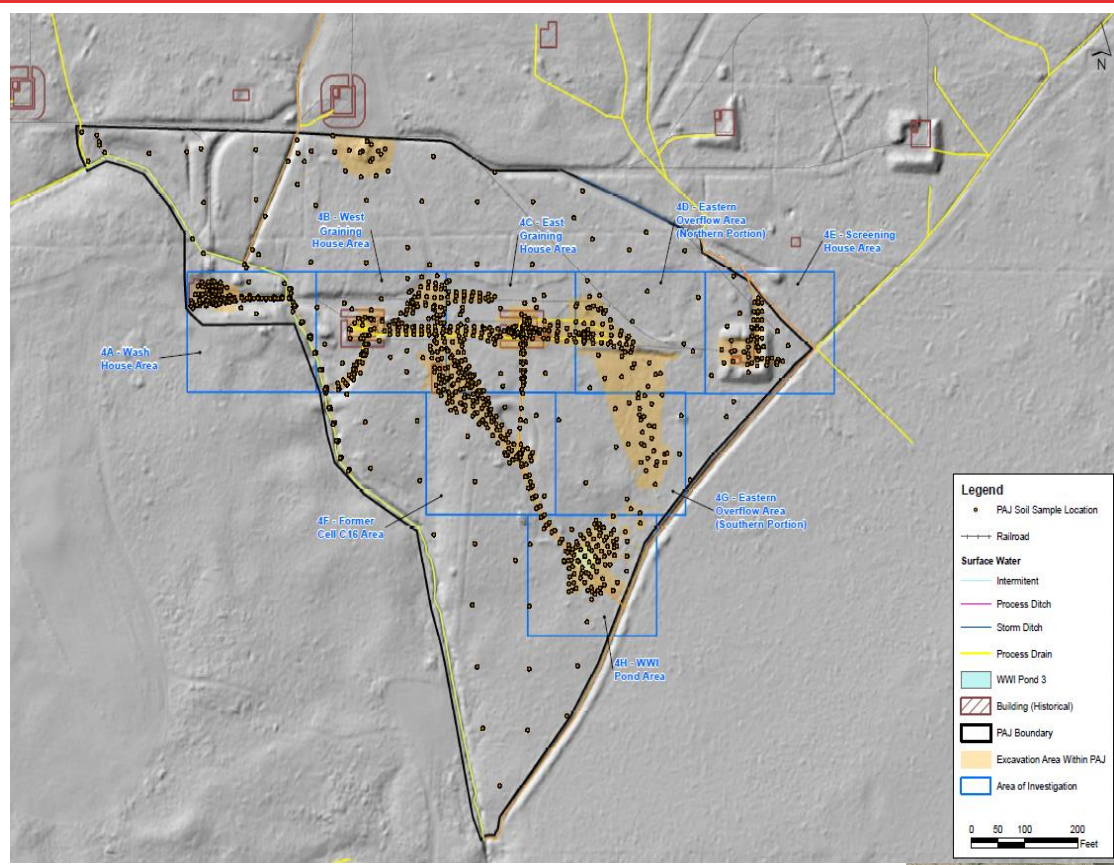 N
4B - West
Graining
House Area
4C - East
Graining
House Area
4D - Eastern
Overflow Area
(Northern Portion)
4E - Screening
House Area
4A - Wash
House Area
4F - Former
Cell C16 Area
4G - Eastern
Overflow Area
(Southern Portion)
4H - WWI
Pond Area
Legend
PAJ Soil Sample Location
Railroad
Surface Water
Intermitent
Process Ditch
Storm Ditch
Process Drain
WWI Pond 3
Building (Historical)
PAJ Boundary
Excavation Area Within PAJ
Area of Investigation
0 50 100 200
Feet